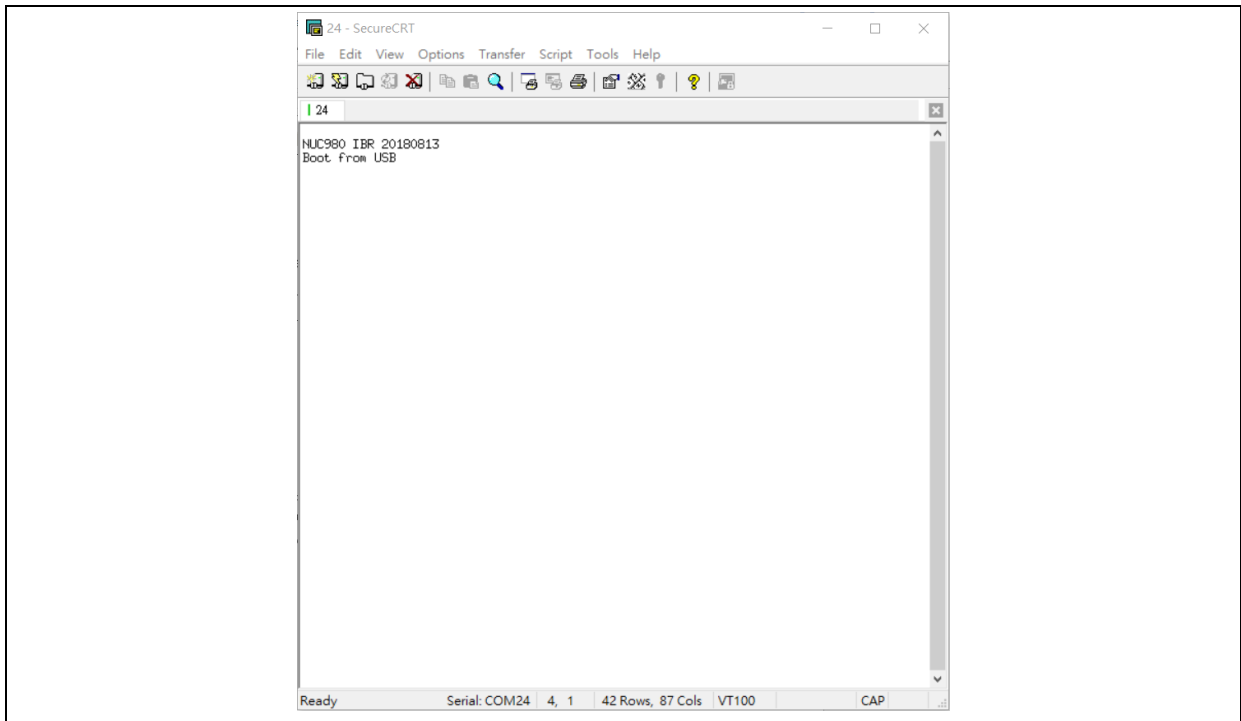 24 - SecureCRT
File Edit View Options Transfer Script Tools Help
24
NUC980 IBR 20180813
Boot from USB
Ready Serial: COM24 4, 1 42 Rows, 87 Cols VT100 CAP